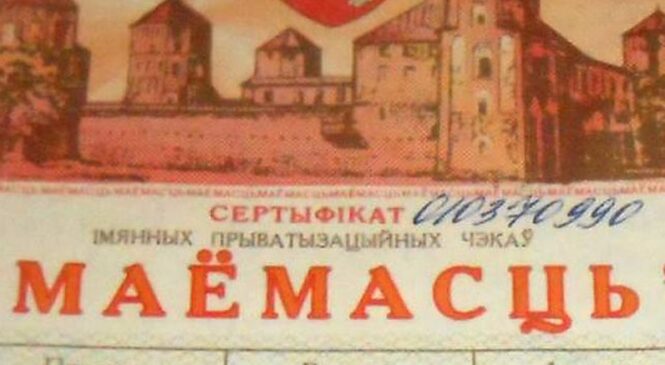 СЕРТЫФІКАТ 010370990
ІМЯННЫХ ПРЫВАТЫЗАЦЫЙНЫХ ЧЭКАЎ
МАЁМАСЦЬ